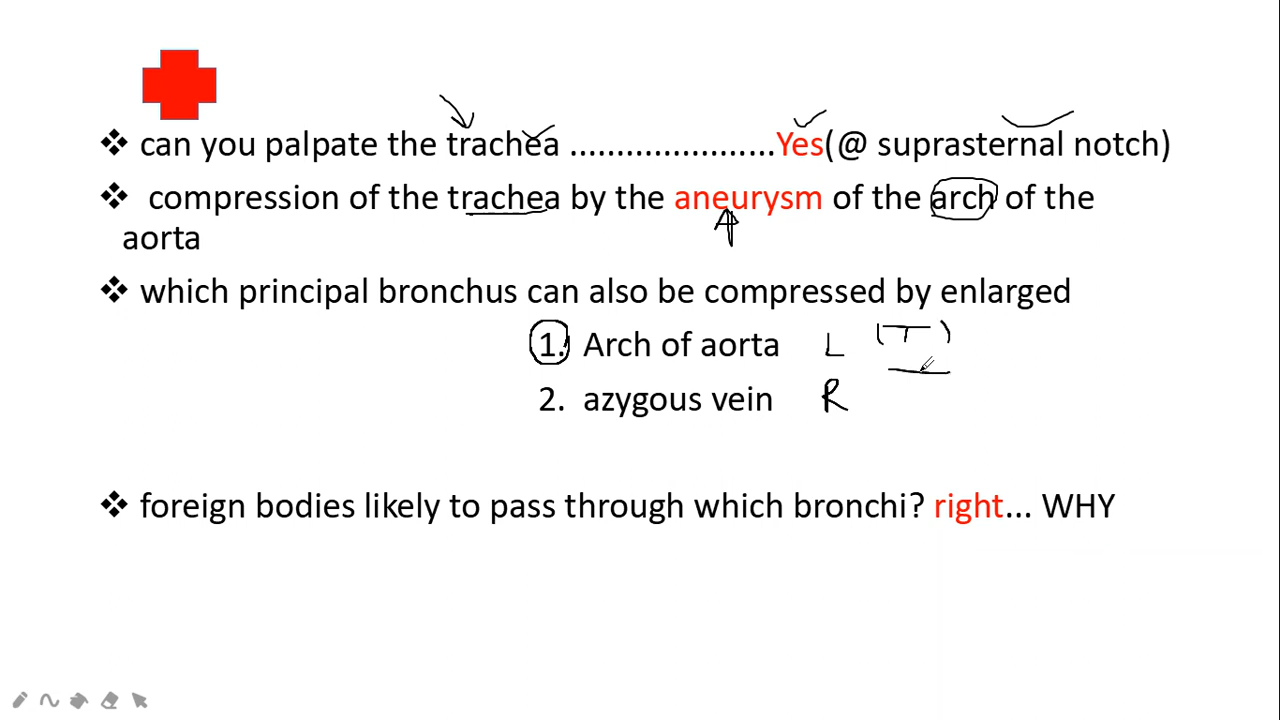 ❖ can you palpate the trachea ......................Yes(@ suprasternal notch)
❖ compression of the trachea by the aneurysm of the arch of the
aorta
❖ which principal bronchus can also be compressed by enlarged
1. Arch of aorta L (T)
2. azygous vein R
❖ foreign bodies likely to pass through which bronchi? right... WHY